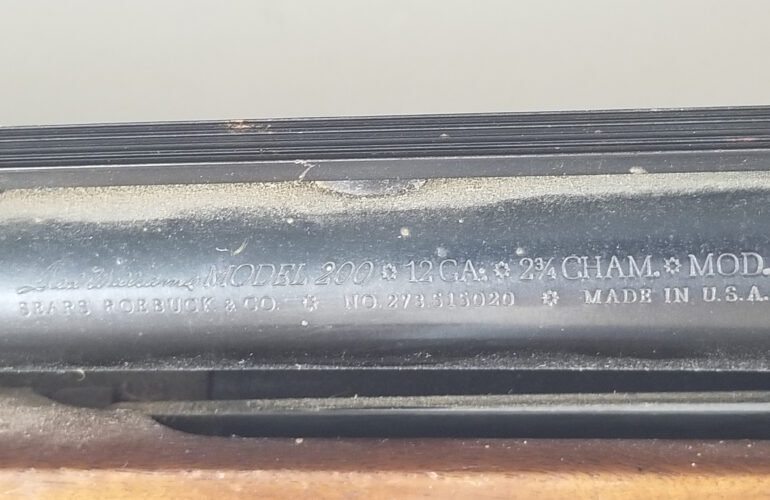 Ted Williams MODEL 200 ✲ 12 GA. ✲ 2¾ CHAM. ✲ MOD.
SEARS ROEBUCK & CO. ✲ NO. 273.515020 ✲ MADE IN U.S.A.